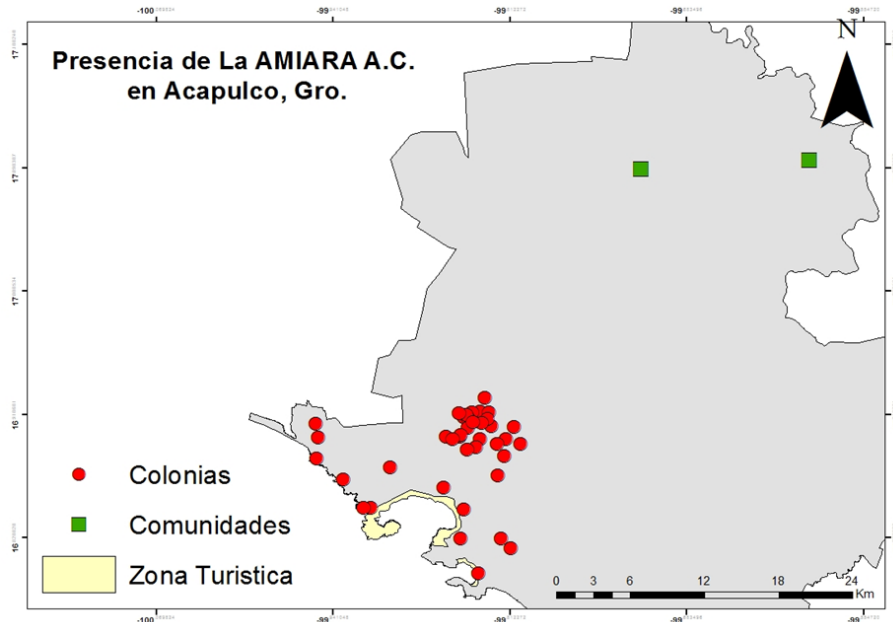 Presencia de La AMIARA A.C.
en Acapulco, Gro.
N
Colonias
Comunidades
Zona Turistica
0 3 6 12 18 24
Km